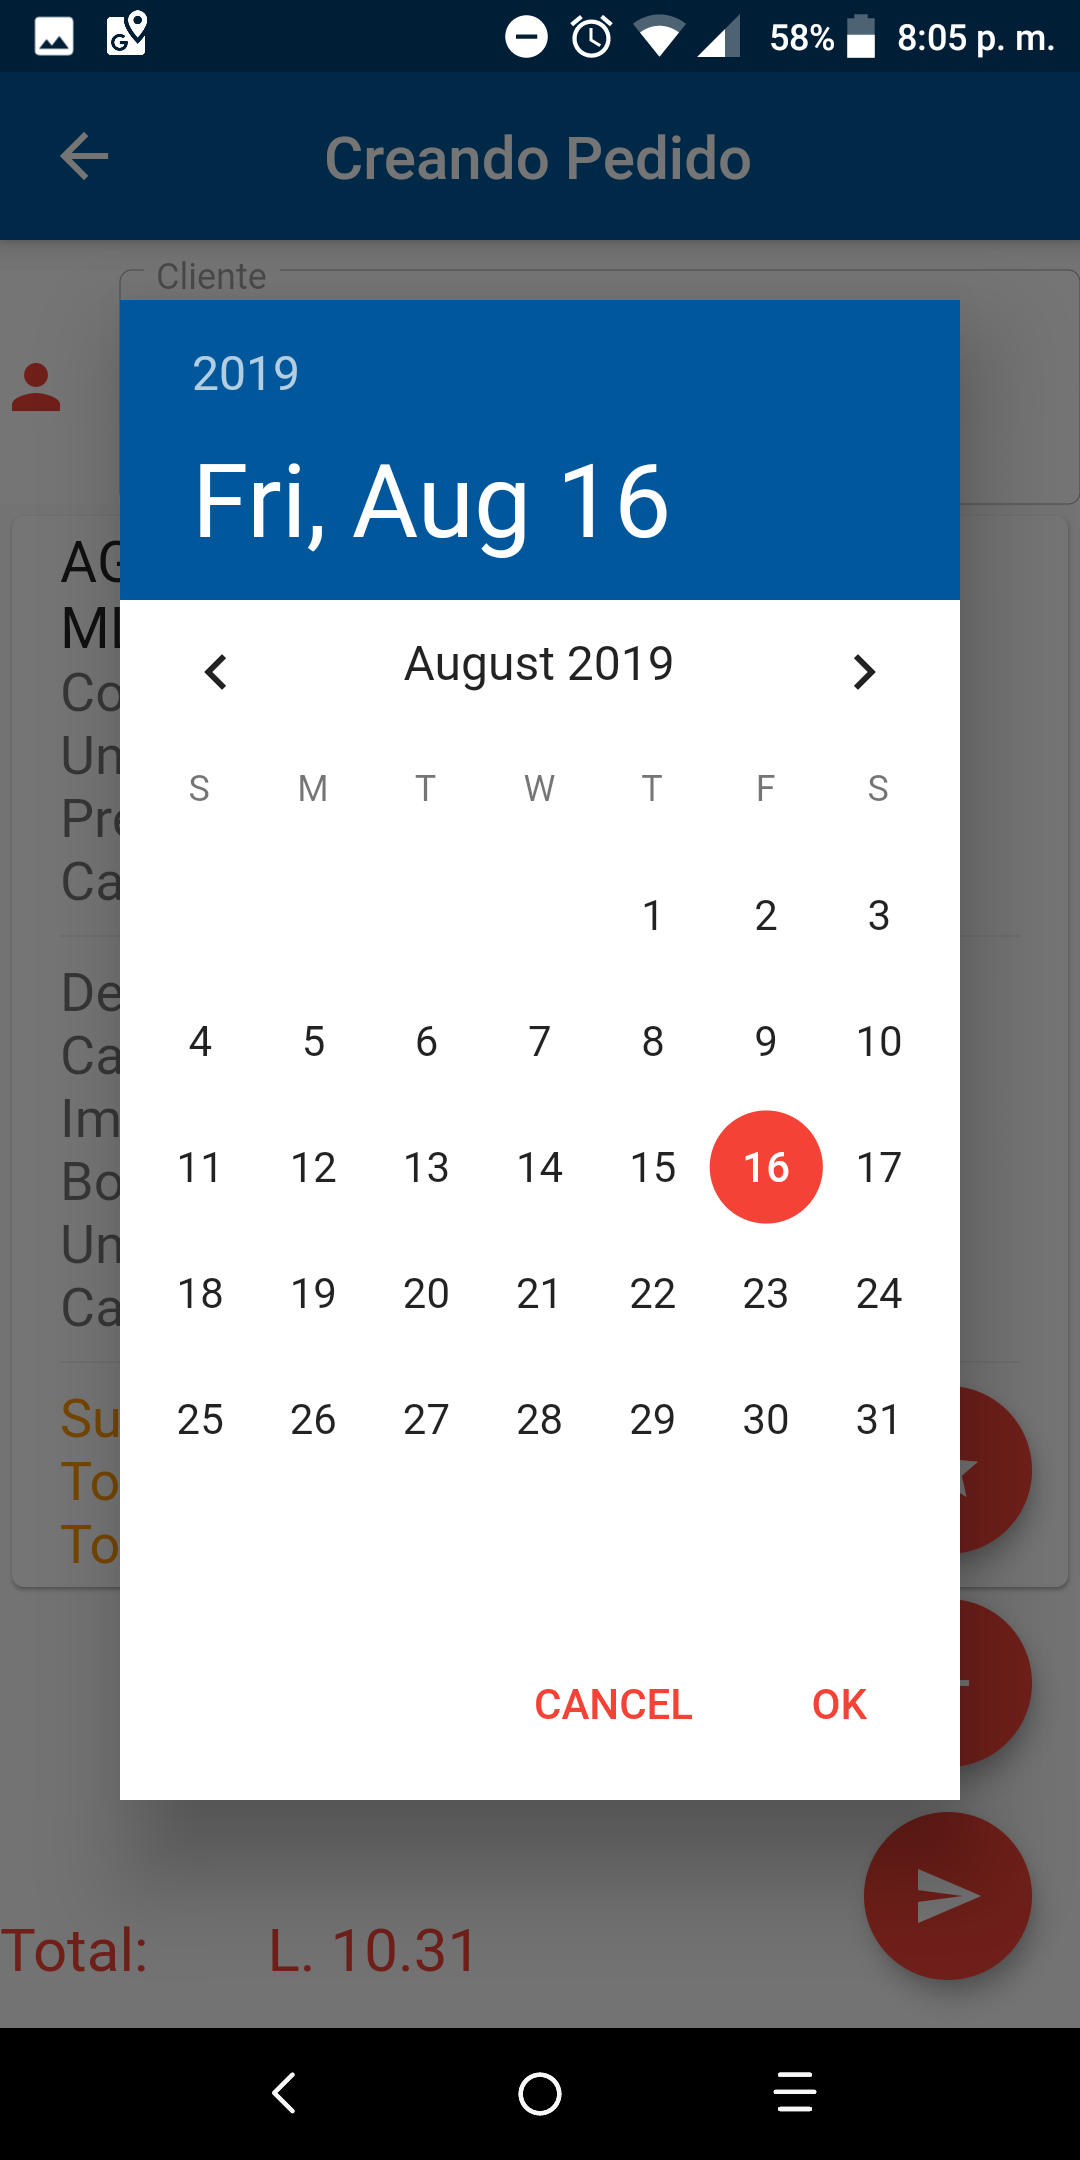 58% 8:05 p. m.
Creando Pedido
Cliente
2019
Fri, Aug 16
August 2019
S M T W T F S
1 2 3
4 5 6 7 8 9 10
11 12 13 14 15 16 17
18 19 20 21 22 23 24
25 26 27 28 29 30 31
CANCEL OK
Total: L. 10.31